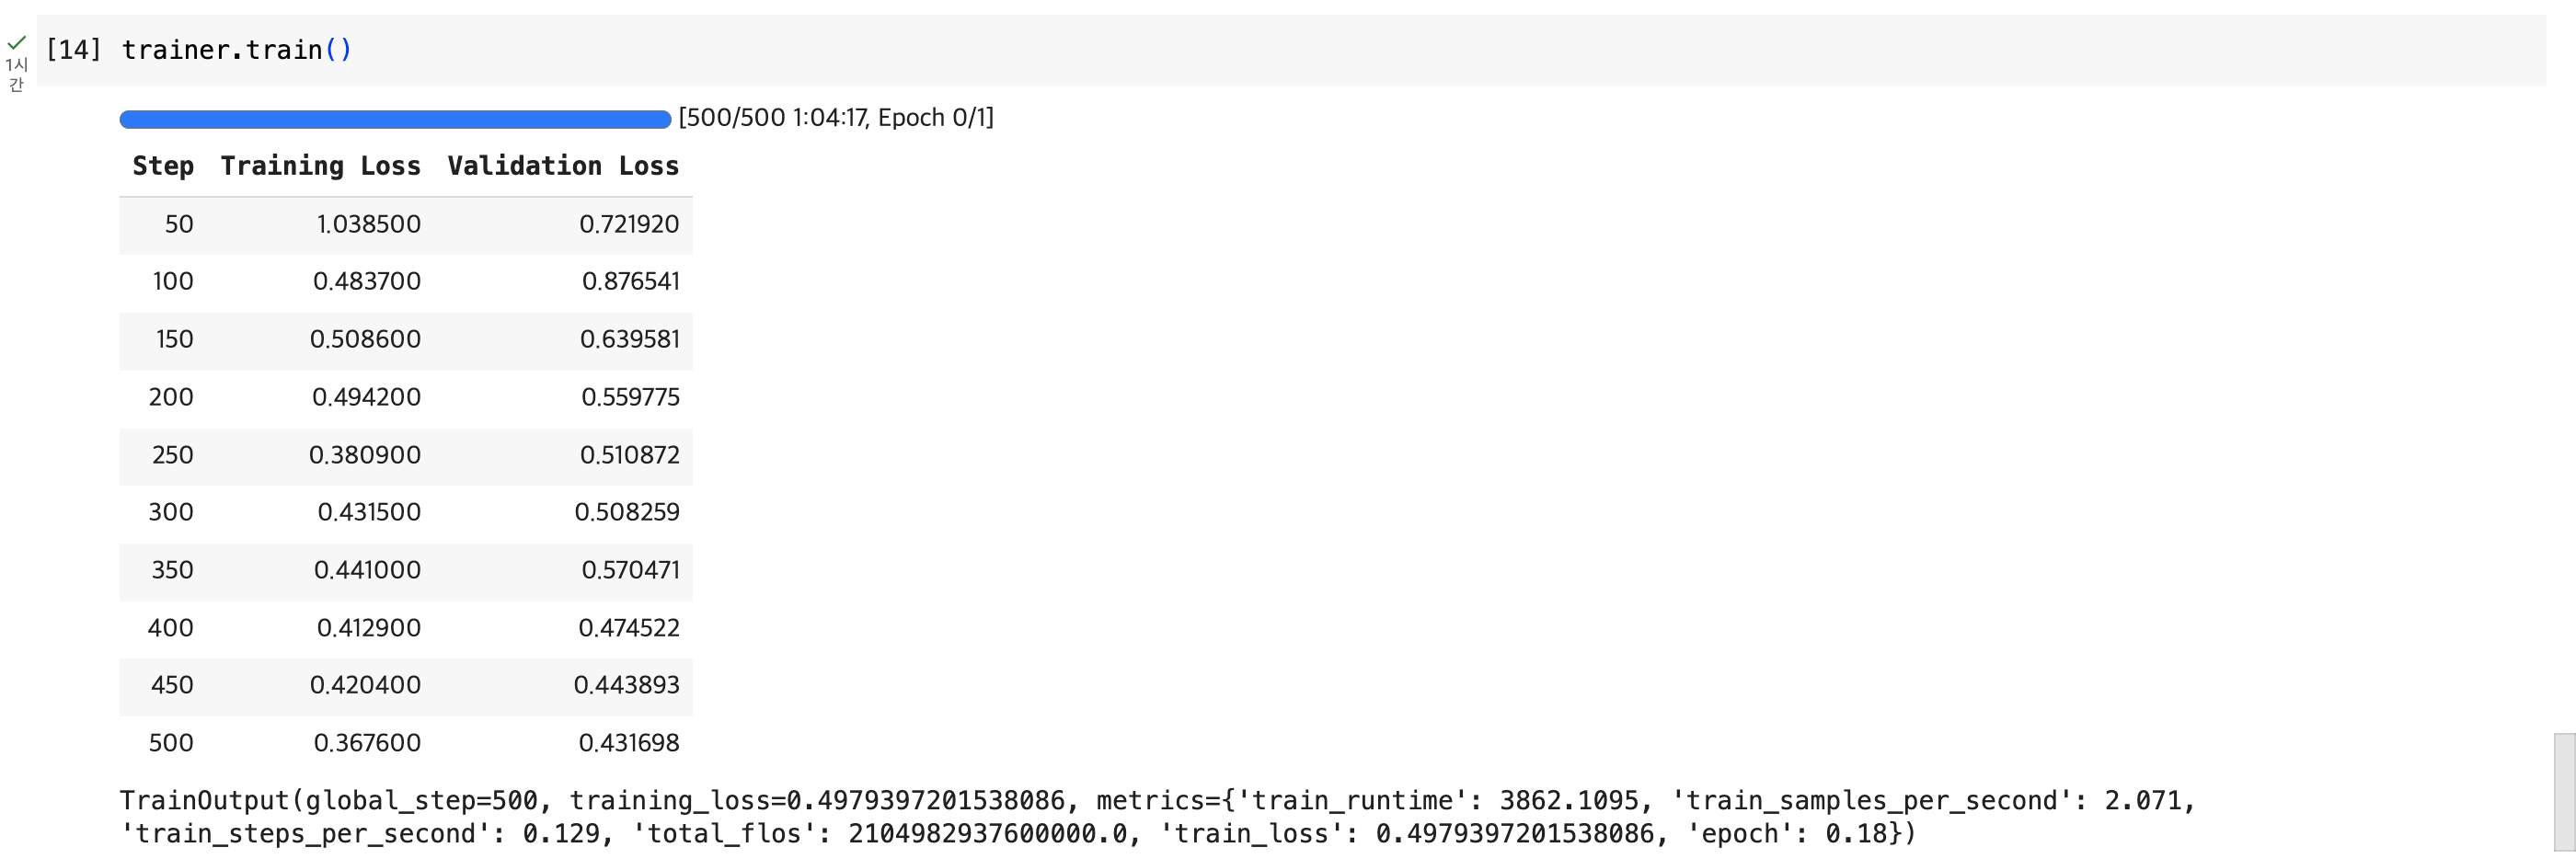 [14] trainer.train()
1시
간
[500/500 1:04:17, Epoch 0/1]
Step Training Loss Validation Loss
50 1.038500 0.721920
100 0.483700 0.876541
150 0.508600 0.639581
200 0.494200 0.559775
250 0.380900 0.510872
300 0.431500 0.508259
350 0.441000 0.570471
400 0.412900 0.474522
450 0.420400 0.443893
500 0.367600 0.431698
TrainOutput(global_step=500, training_loss=0.4979397201538086, metrics={'train_runtime': 3862.1095, 'train_samples_per_second': 2.071,
'train_steps_per_second': 0.129, 'total_flos': 2104982937600000.0, 'train_loss': 0.4979397201538086, 'epoch': 0.18})